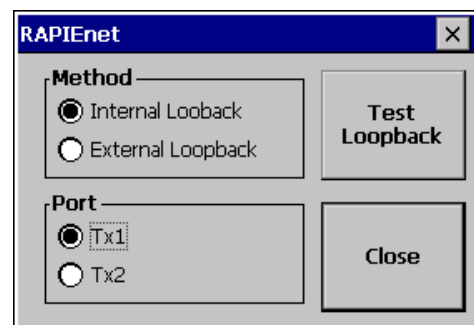 RAPIEnet
Method
Internal Looback
External Loopback
Test
Loopback
Port
Tx1
Tx2
Close